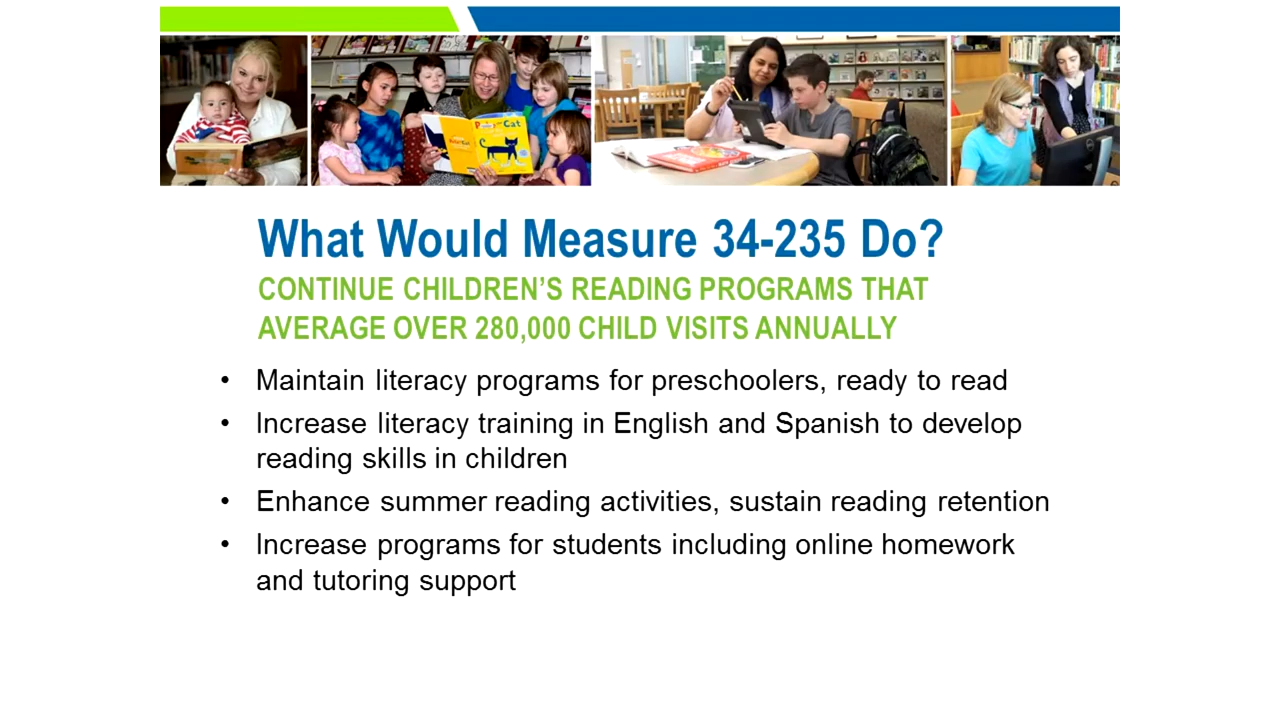 What Would Measure 34-235 Do?
CONTINUE CHILDREN’S READING PROGRAMS THAT
AVERAGE OVER 280,000 CHILD VISITS ANNUALLY
• Maintain literacy programs for preschoolers, ready to read
• Increase literacy training in English and Spanish to develop
reading skills in children
• Enhance summer reading activities, sustain reading retention
• Increase programs for students including online homework
and tutoring support
Cat
DELL